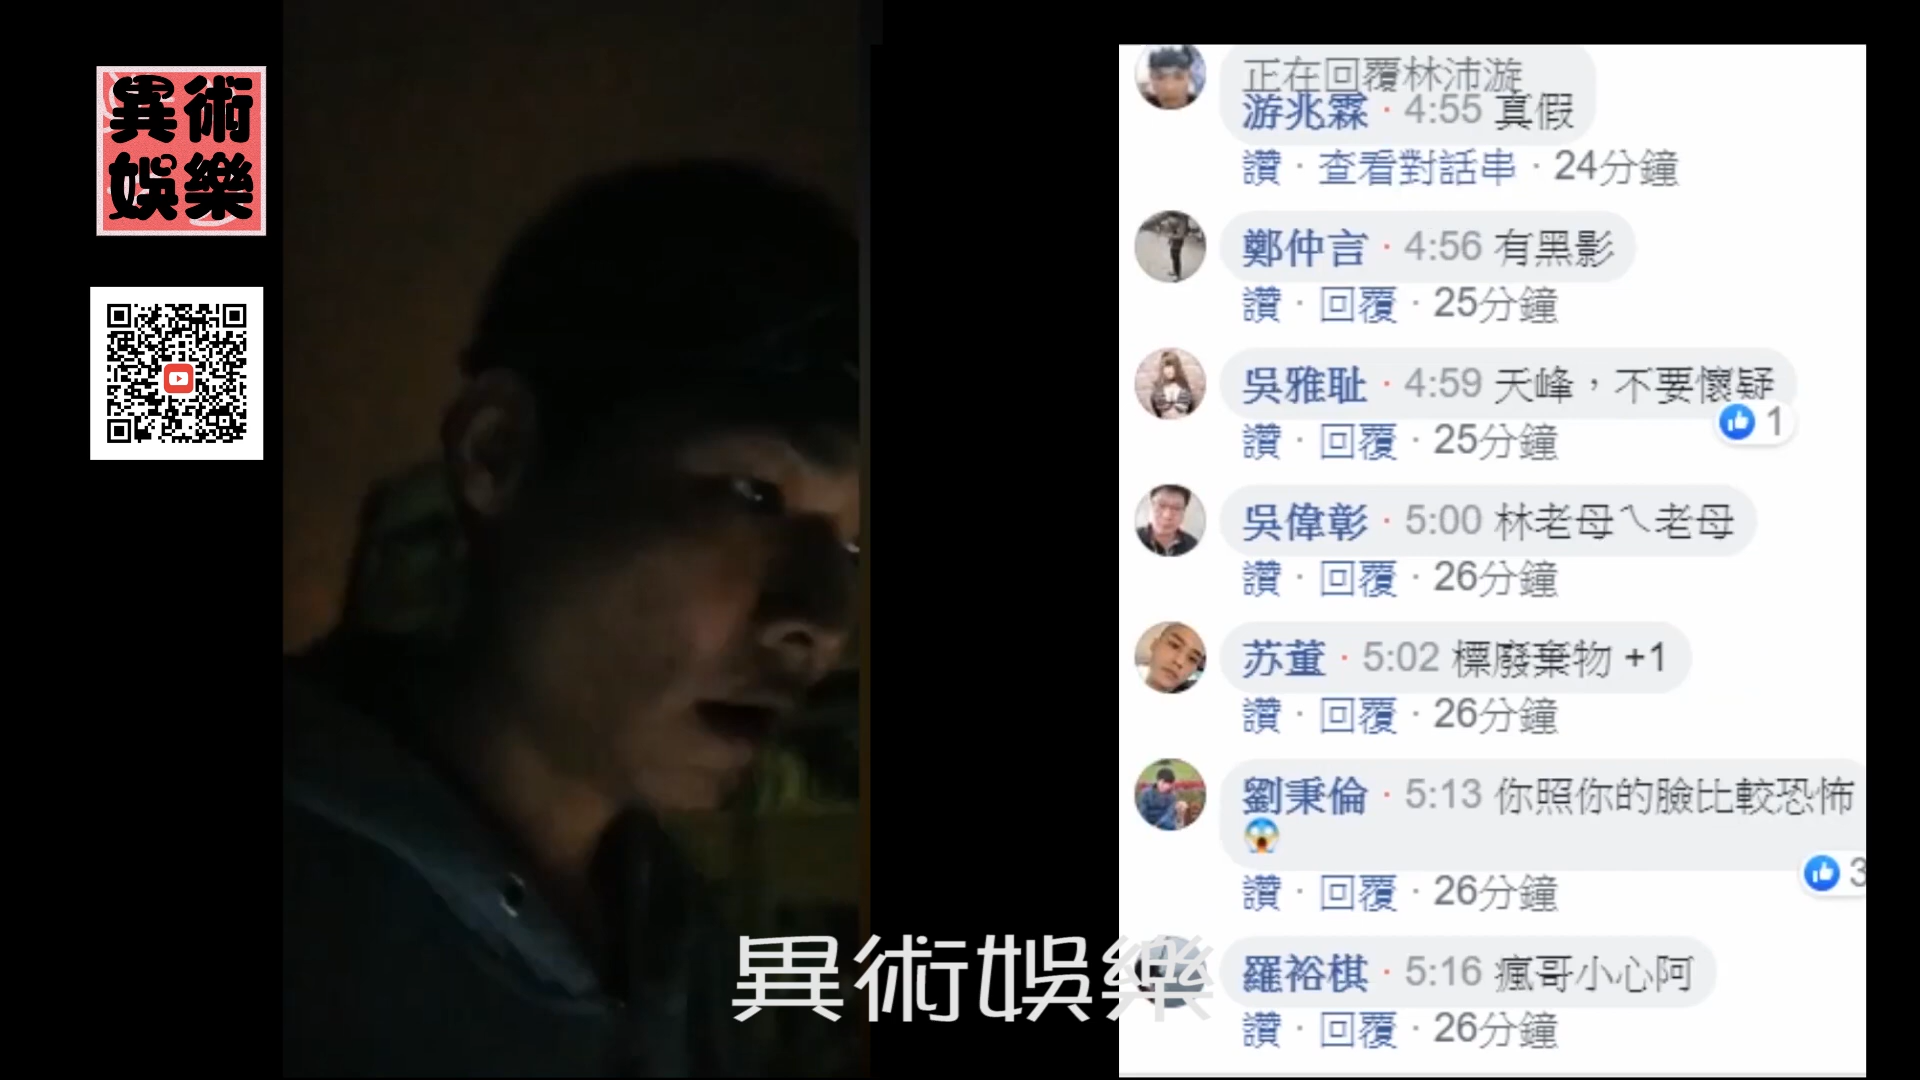 異術
娛樂
正在回覆林沛漩
游兆霖 · 4:55 真假
讚 · 查看對話串 · 24分鐘
鄭仲言 · 4:56 有黑影
讚 · 回覆 · 25分鐘
吳雅耻 · 4:59 天峰，不要懷疑
1
讚 · 回覆 · 25分鐘
吳偉彰 · 5:00 林老母ㄟ老母
讚 · 回覆 · 26分鐘
苏董 · 5:02 標廢棄物 +1
讚 · 回覆 · 26分鐘
劉秉倫 · 5:13 你照你的臉比較恐怖
😱
3
讚 · 回覆 · 26分鐘
羅裕棋 · 5:16 瘋哥小心阿
讚 · 回覆 · 26分鐘
異術娛樂